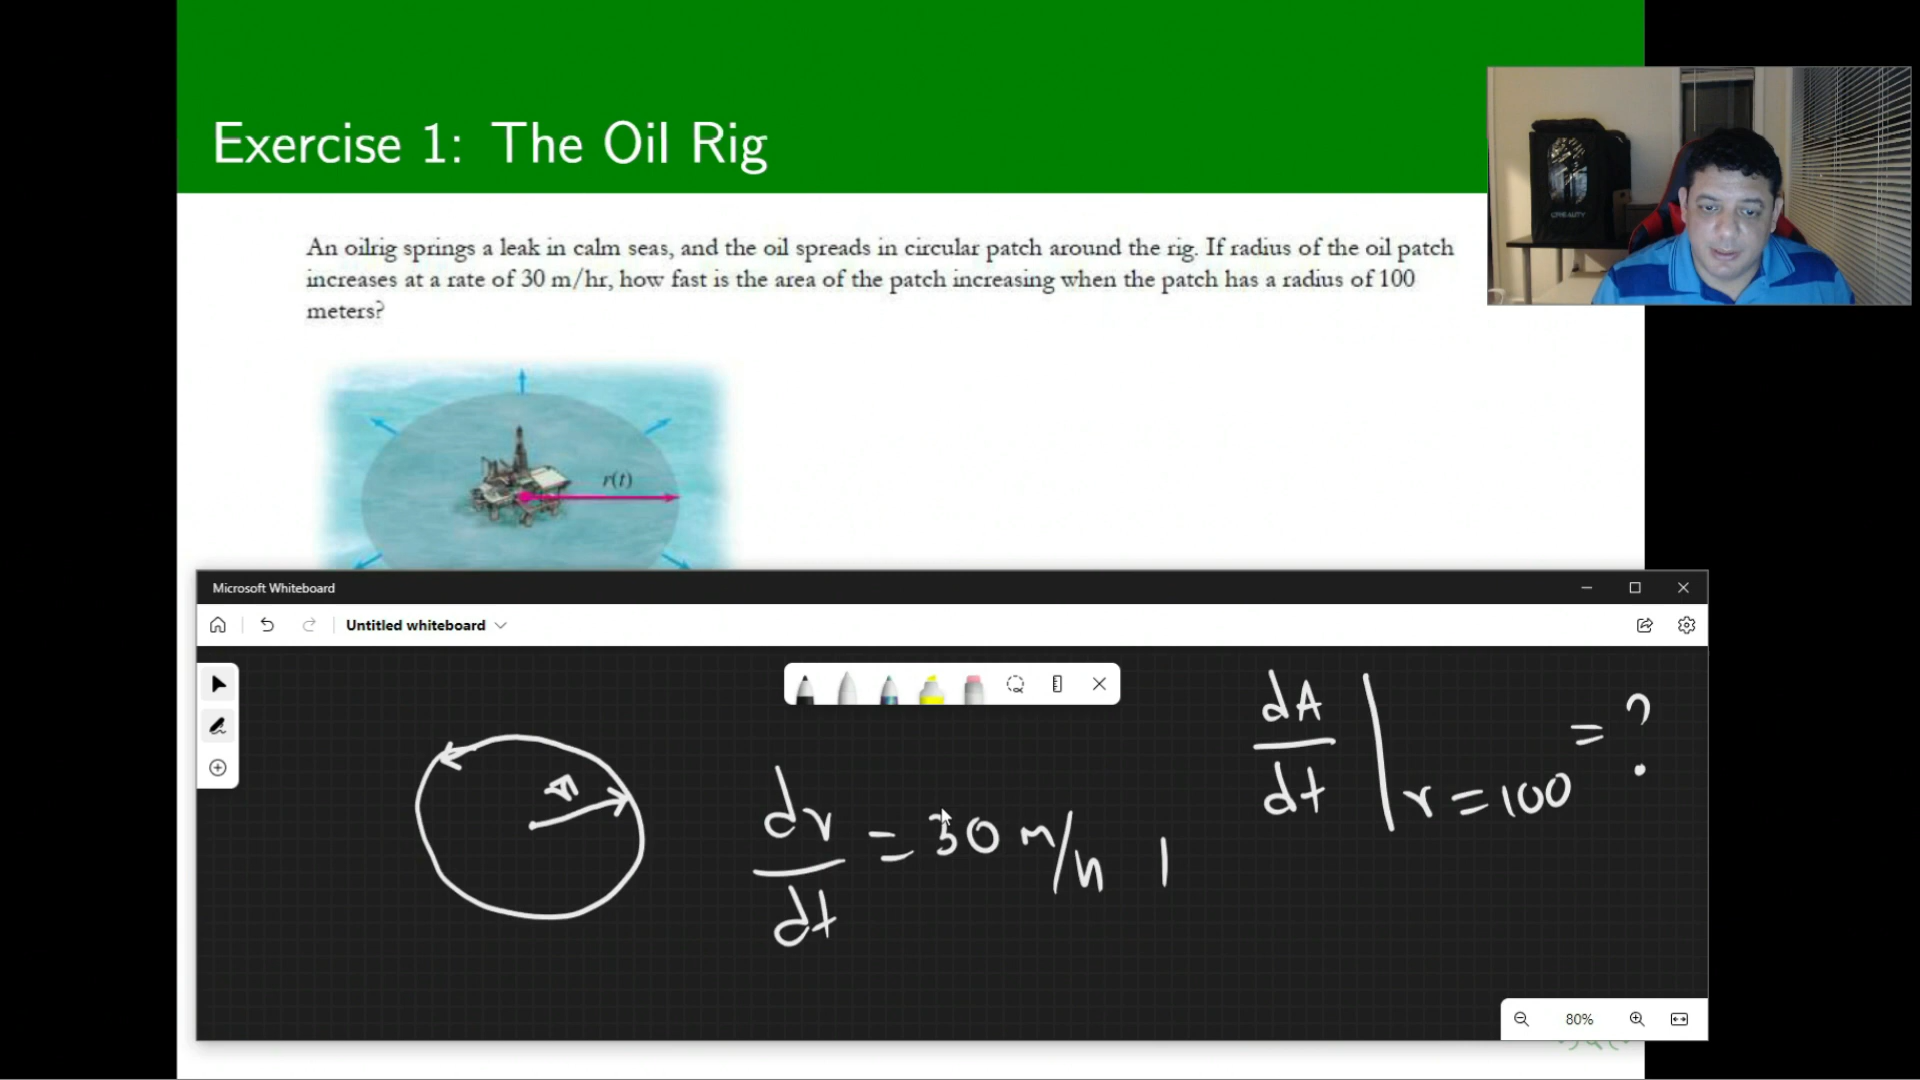 Exercise 1: The Oil Rig
An oilrig springs a leak in calm seas, and the oil spreads in circular patch around the rig. If radius of the oil patch
increases at a rate of 30 m/hr, how fast is the area of the patch increasing when the patch has a radius of 100
meters?
r(t)
Microsoft Whiteboard
Untitled whiteboard
dA/dt | r = 100 = ?
dr/dt = 30 m/h |
80%